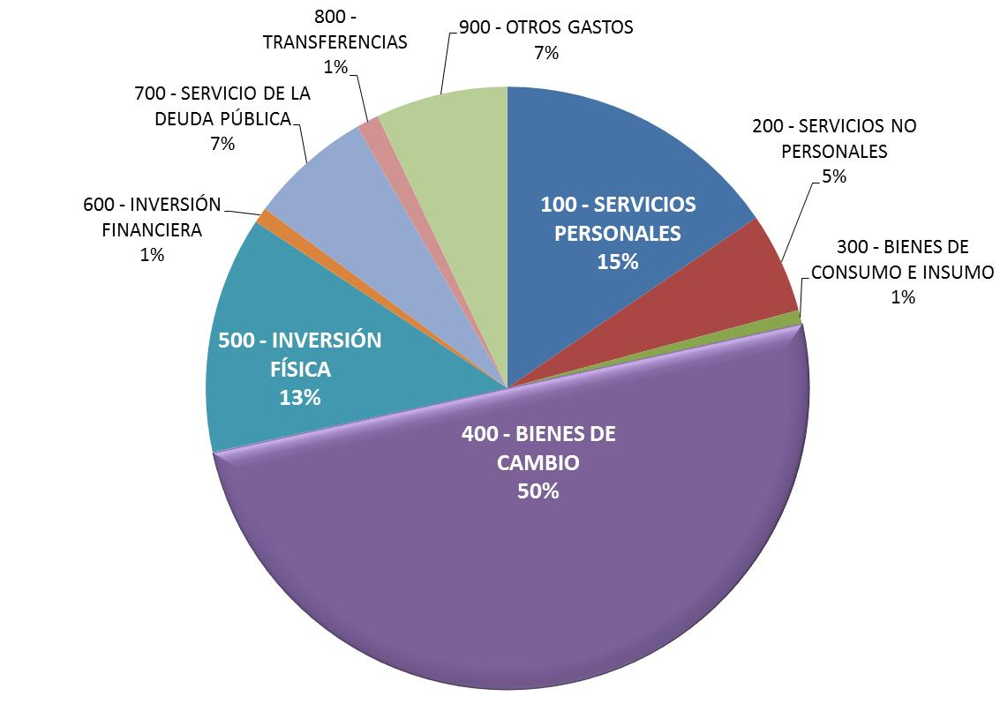 800 -
TRANSFERENCIAS
1%
900 - OTROS GASTOS
7%
700 - SERVICIO DE LA
DEUDA PÚBLICA
7%
200 - SERVICIOS NO
PERSONALES
5%
600 - INVERSIÓN
FINANCIERA
1%
100 - SERVICIOS
PERSONALES
15%
300 - BIENES DE
CONSUMO E INSUMO
1%
500 - INVERSIÓN
FÍSICA
13%
400 - BIENES DE
CAMBIO
50%